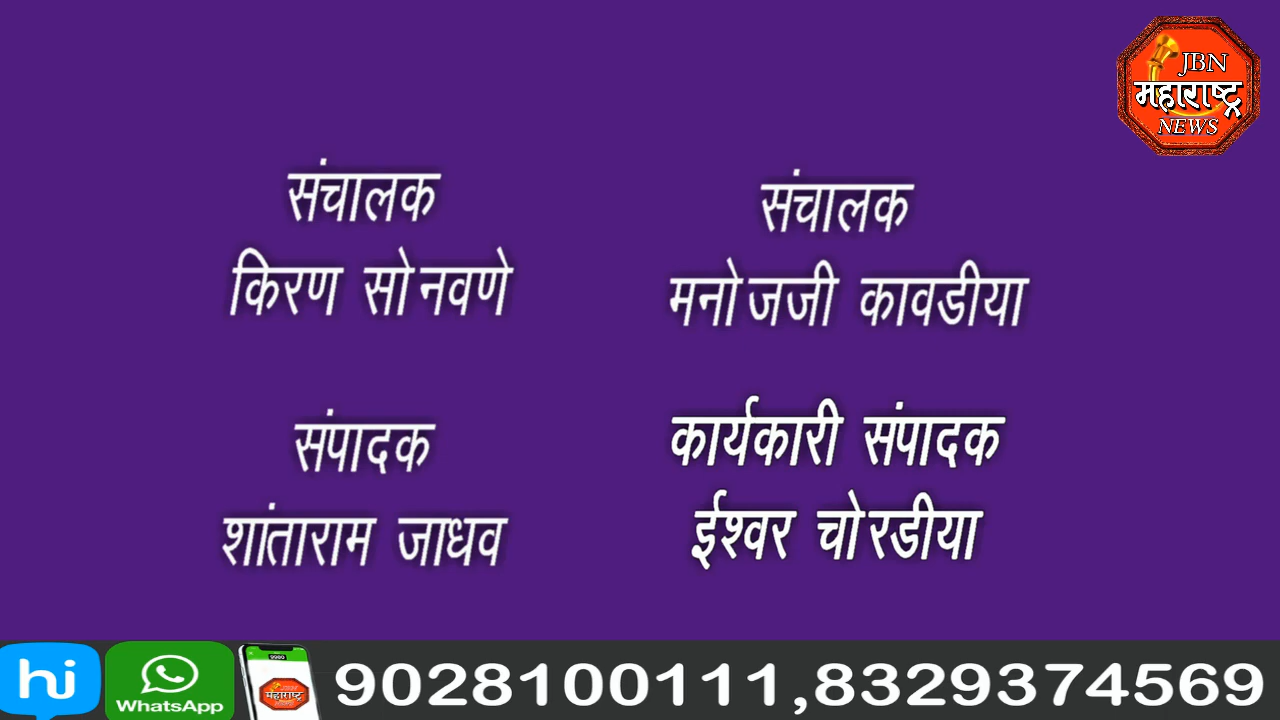 JBN
महाराष्ट्र
NEWS
संचालक
किरण सोनवणे
संचालक
मनोजजी कावडीया
संपादक
शांताराम जाधव
कार्यकारी संपादक
ईश्वर चोरडीया
hi
WhatsApp
महाराष्ट्र
9028100111,8329374569